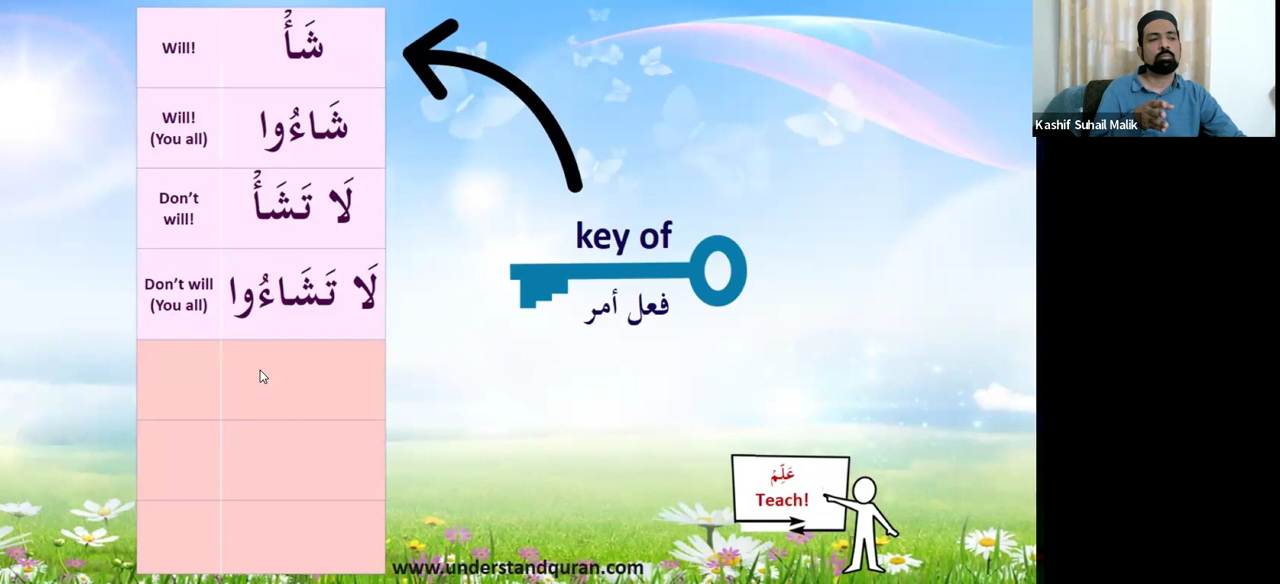 Will!
شَأْ
Will!
(You all)
شَاءُوا
Don't
will!
لَا تَشَأْ
Don't will
(You all)
لَا تَشَاءُوا
key of
فعل أمر
عَلِّمْ
Teach!
www.understandquran.com
Kashif Suhail Malik